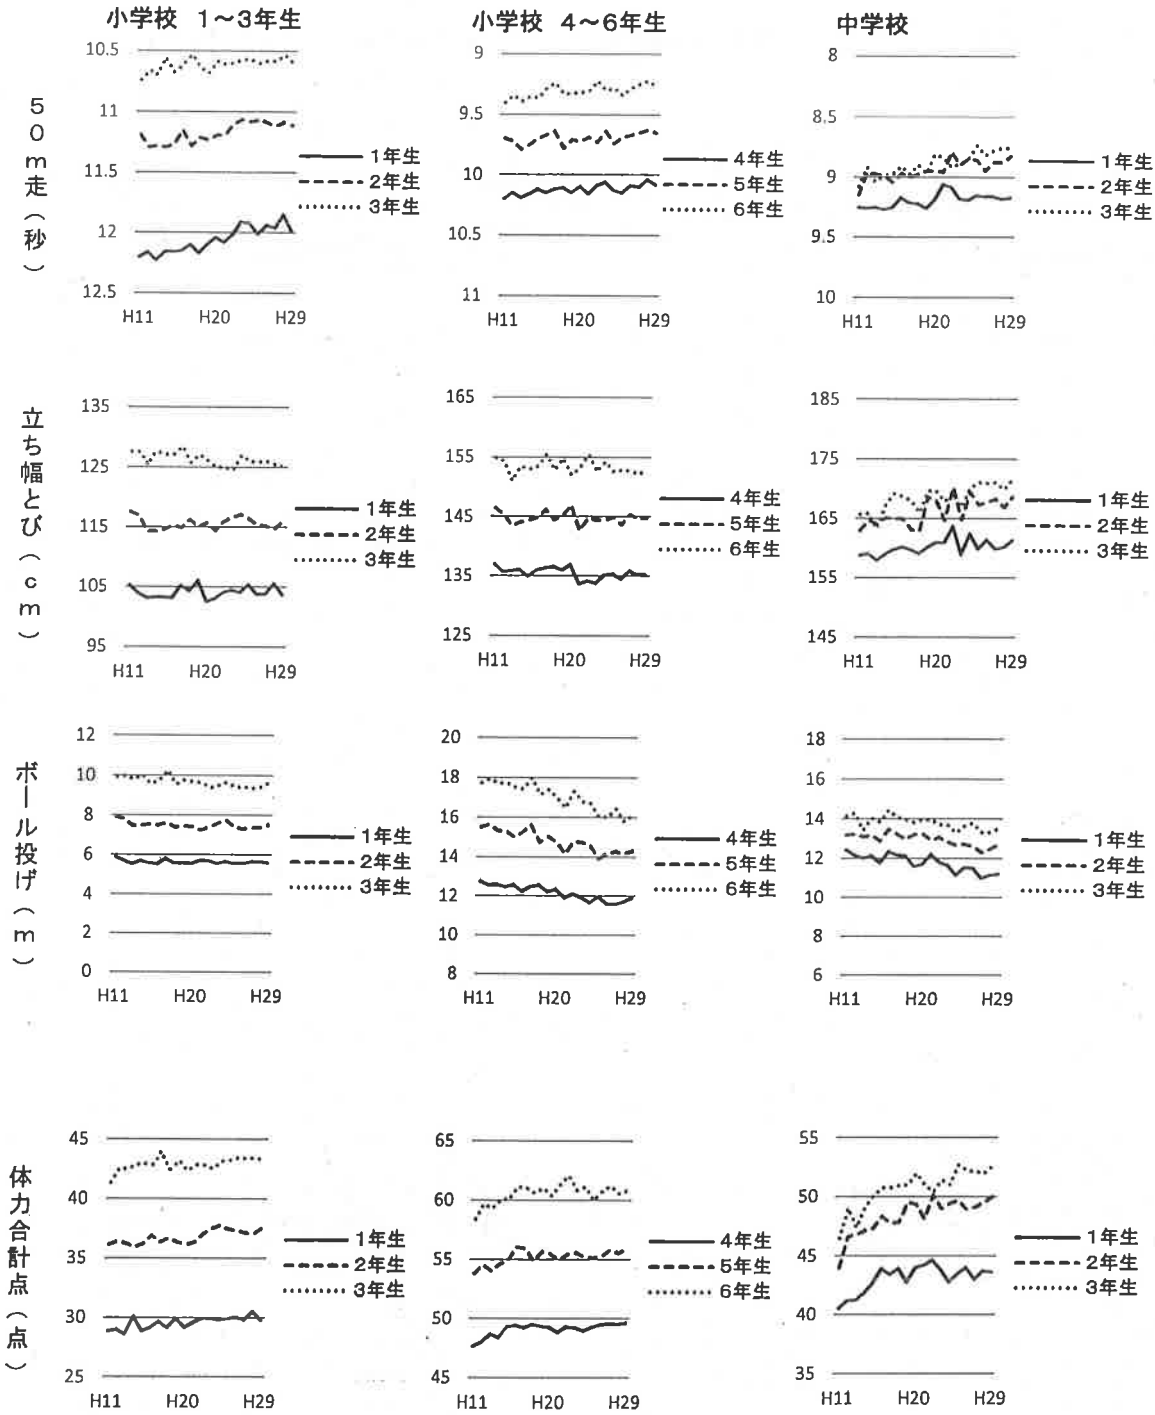 小学校 1～3年生
小学校 4～6年生
中学校
50m走(秒)
10.5
11
11.5
12
12.5
H11 H20 H29
1年生
2年生
3年生
9
9.5
10
10.5
11
H11 H20 H29
4年生
5年生
6年生
8
8.5
9
9.5
10
H11 H20 H29
1年生
2年生
3年生
立ち幅とび(cm)
135
125
115
105
95
H11 H20 H29
1年生
2年生
3年生
165
155
145
135
125
H11 H20 H29
4年生
5年生
6年生
185
175
165
155
145
H11 H20 H29
1年生
2年生
3年生
ボール投げ(m)
12
10
8
6
4
2
0
H11 H20 H29
1年生
2年生
3年生
20
18
16
14
12
10
8
H11 H20 H29
4年生
5年生
6年生
18
16
14
12
10
8
6
H11 H20 H29
1年生
2年生
3年生
体力合計点(点)
45
40
35
30
25
H11 H20 H29
1年生
2年生
3年生
65
60
55
50
45
H11 H20 H29
4年生
5年生
6年生
55
50
45
40
35
H11 H20 H29
1年生
2年生
3年生